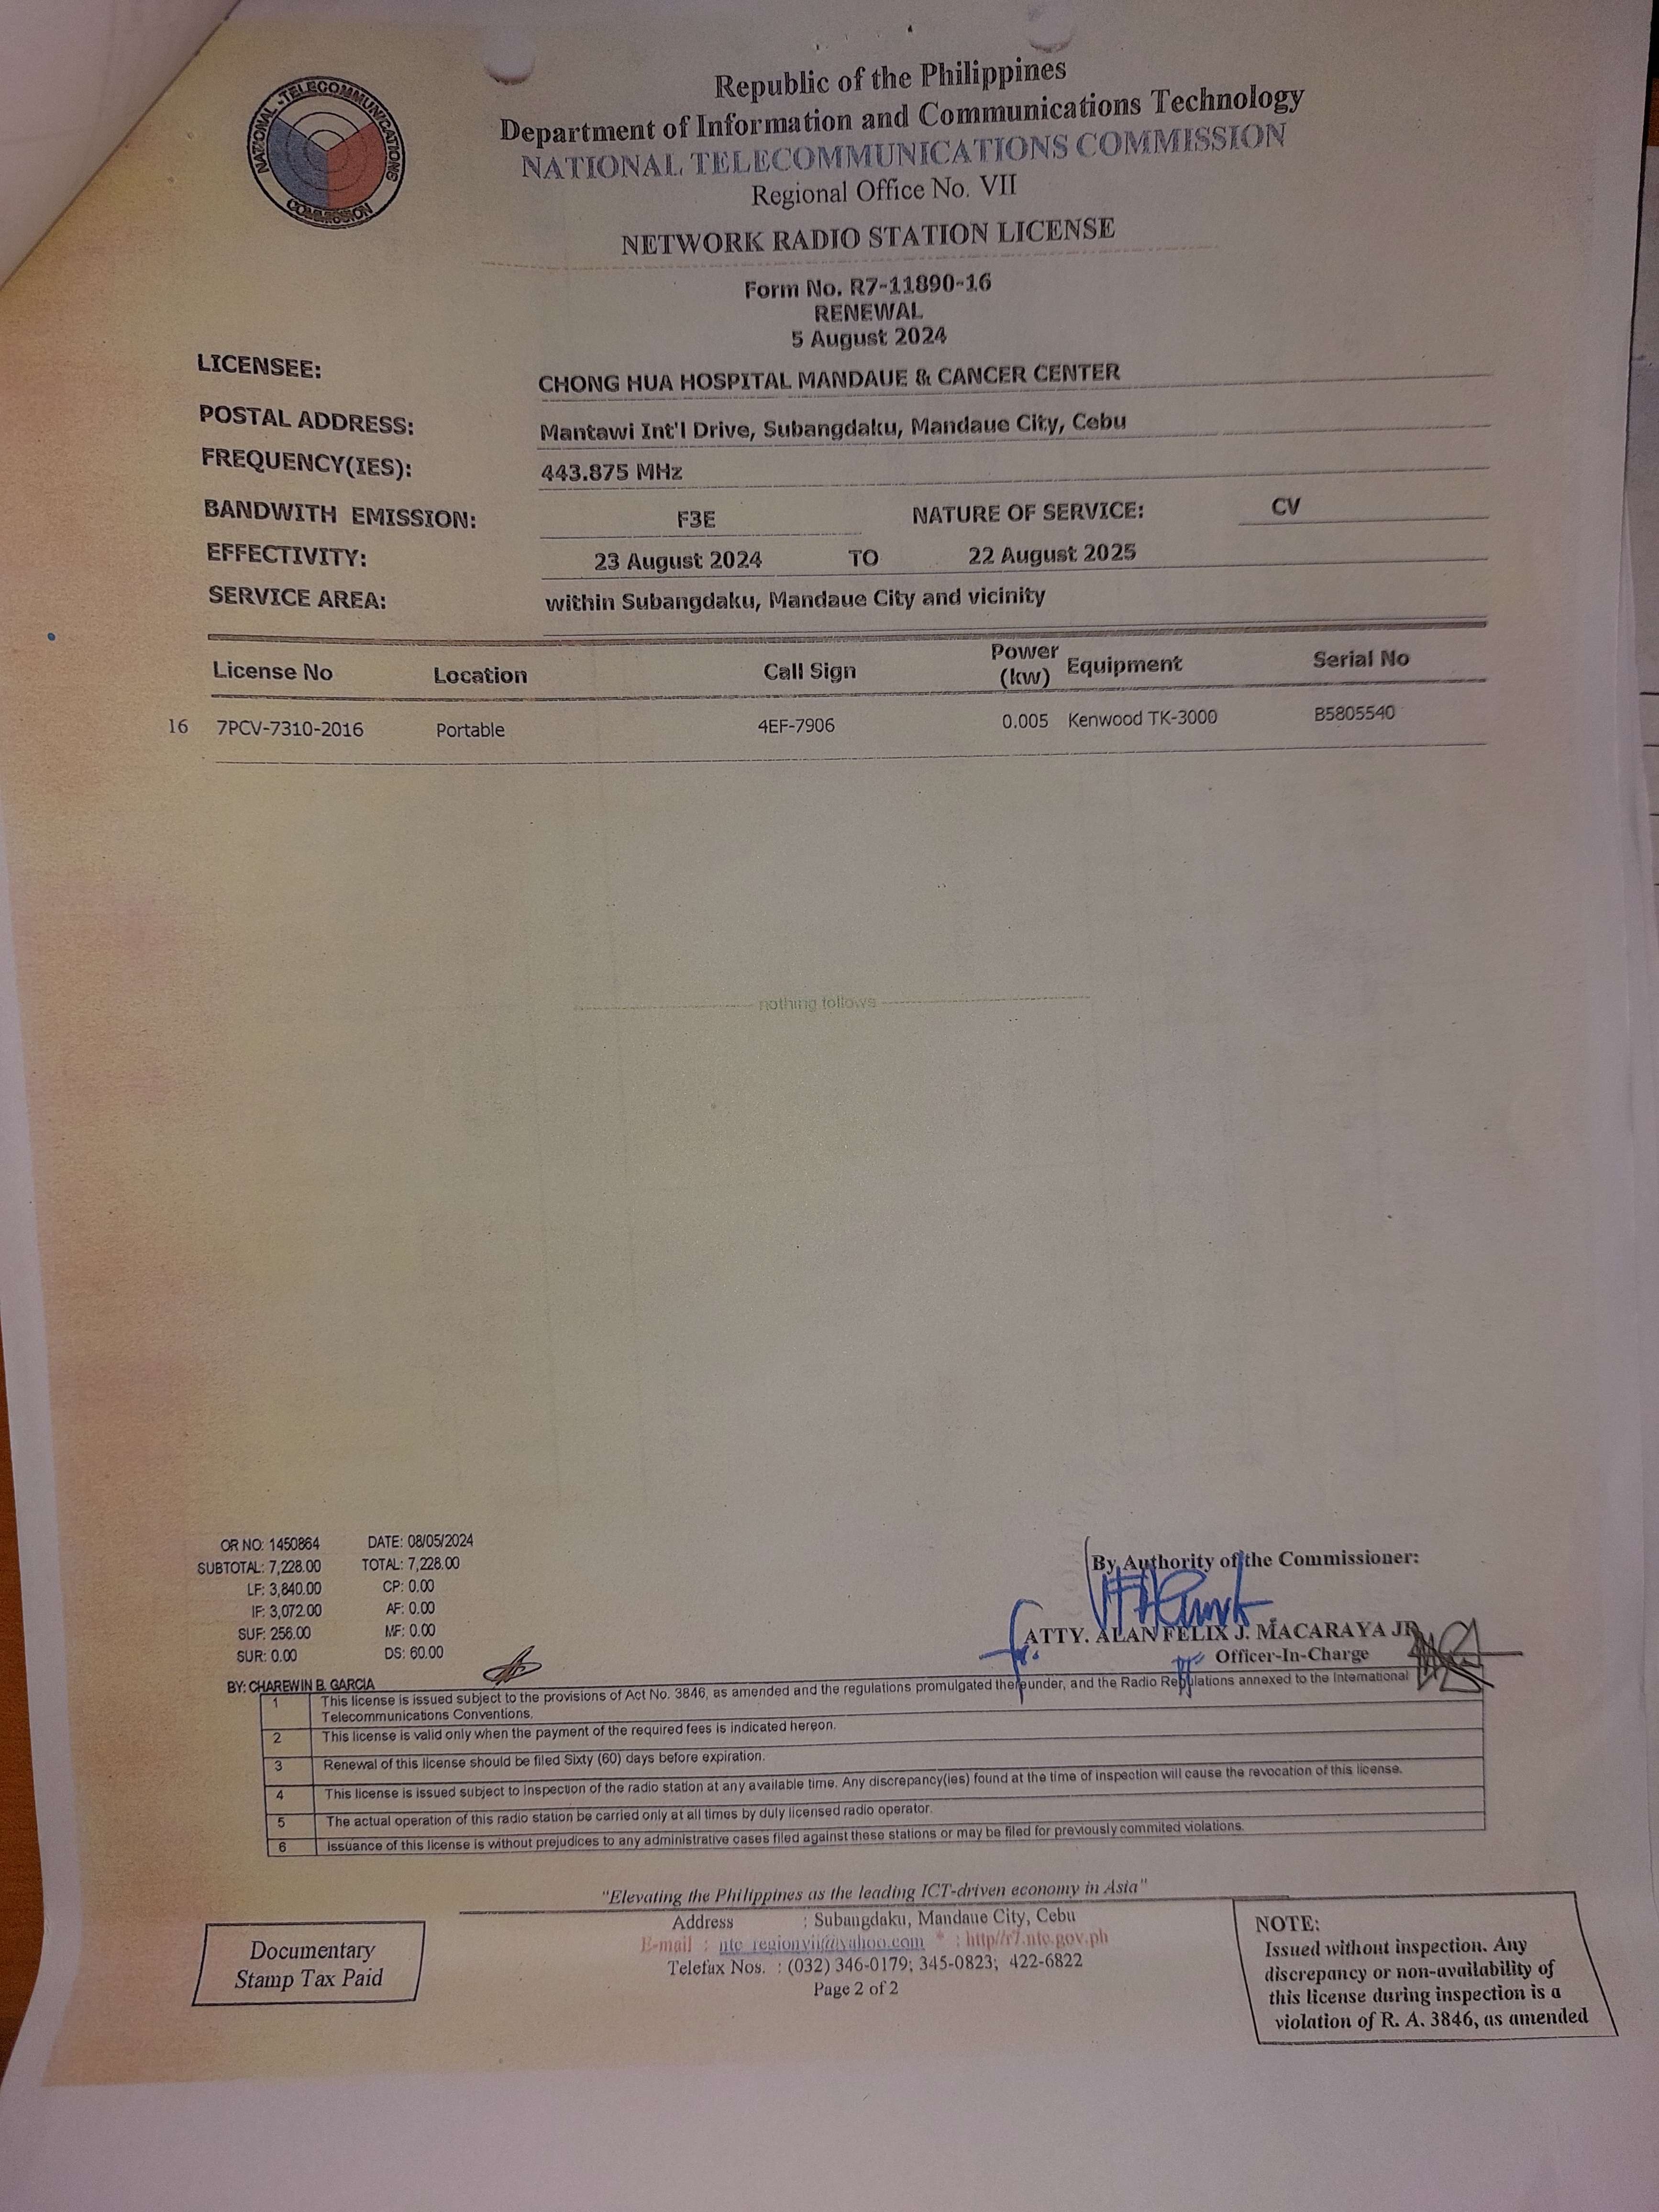 NATIONAL TELECOMMUNICATIONS COMMISSION
Republic of the Philippines
Department of Information and Communications Technology
NATIONAL TELECOMMUNICATIONS COMMISSION
Regional Office No. VII
NETWORK RADIO STATION LICENSE
Form No. R7-11890-16
RENEWAL
5 August 2024
LICENSEE: CHONG HUA HOSPITAL MANDAUE & CANCER CENTER
POSTAL ADDRESS: Mantawi Int'l Drive, Subangdaku, Mandaue City, Cebu
FREQUENCY(IES): 443.875 MHz
BANDWITH EMISSION: F3E NATURE OF SERVICE: CV
EFFECTIVITY: 23 August 2024 TO 22 August 2025
SERVICE AREA: within Subangdaku, Mandaue City and vicinity
License No Location Call Sign Power (kw) Equipment Serial No
16 7PCV-7310-2016 Portable 4EF-7906 0.005 Kenwood TK-3000 B5805540
nothing follows
OR NO: 1450864 DATE: 08/05/2024
SUBTOTAL: 7,228.00 TOTAL: 7,228.00
LF: 3,840.00 CP: 0.00
IF: 3,072.00 AF: 0.00
SUF: 256.00 MF: 0.00
SUR: 0.00 DS: 60.00
BY: CHAREWIN B. GARCIA
By Authority of the Commissioner:
ATTY. ALAN FELIX J. MACARAYA JR
Officer-In-Charge
1 This license is issued subject to the provisions of Act No. 3846, as amended and the regulations promulgated thereunder, and the Radio Regulations annexed to the International
Telecommunications Conventions.
2 This license is valid only when the payment of the required fees is indicated hereon.
3 Renewal of this license should be filed Sixty (60) days before expiration.
4 This license is issued subject to inspection of the radio station at any available time. Any discrepancy(ies) found at the time of inspection will cause the revocation of this license.
5 The actual operation of this radio station be carried only at all times by duly licensed radio operator.
6 Issuance of this license is without prejudices to any administrative cases filed against these stations or may be filed for previously commited violations.
"Elevating the Philippines as the leading ICT-driven economy in Asia"
Address : Subangdaku, Mandaue City, Cebu
E-mail : ntc_regionvii@yahoo.com * : http//r7.ntc.gov.ph
Telefax Nos. : (032) 346-0179; 345-0823; 422-6822
Page 2 of 2
Documentary
Stamp Tax Paid
NOTE:
Issued without inspection. Any
discrepancy or non-availability of
this license during inspection is a
violation of R. A. 3846, as amended